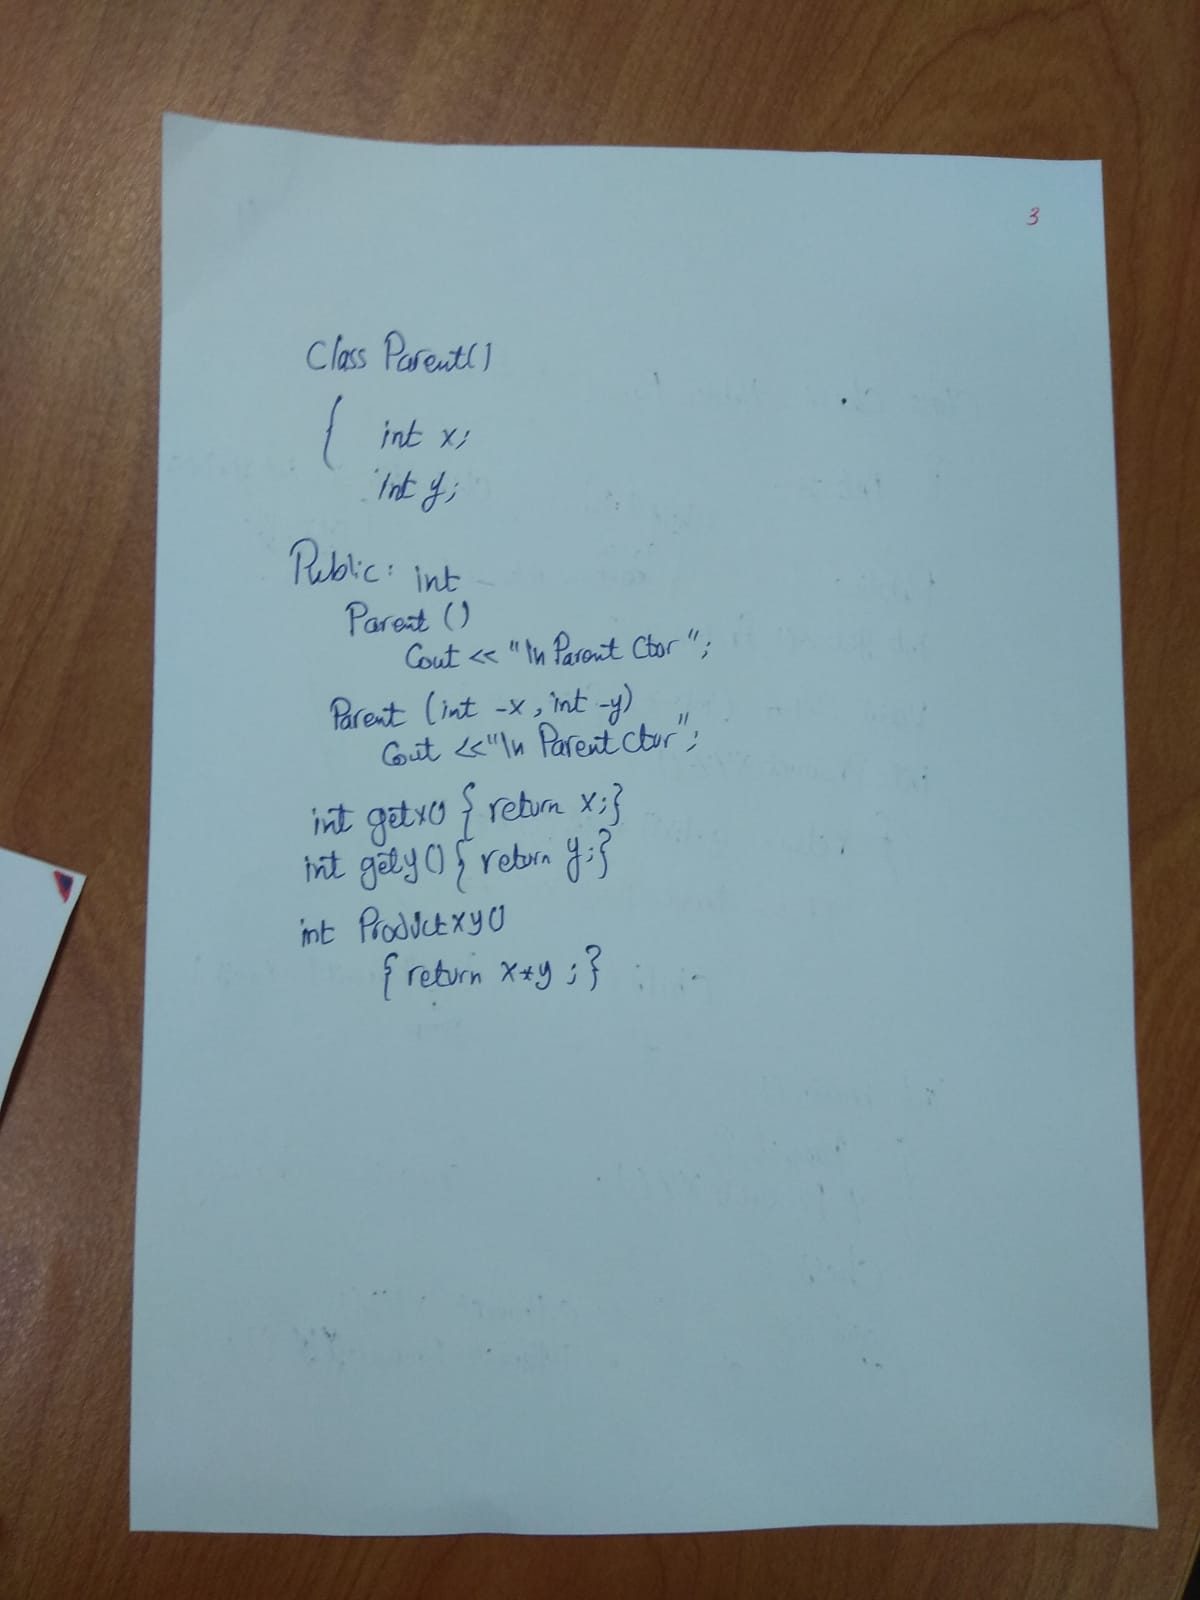 3
Class Parent()
{ int x;
int y;
Public: int
Parent ()
Cout << "In Parent Ctor";
Parent (int -x, int -y)
Cout <<"In Parent Ctor";
int getx() { return x;}
int gety() { return y;}
int Productxy()
{ return x*y ;}